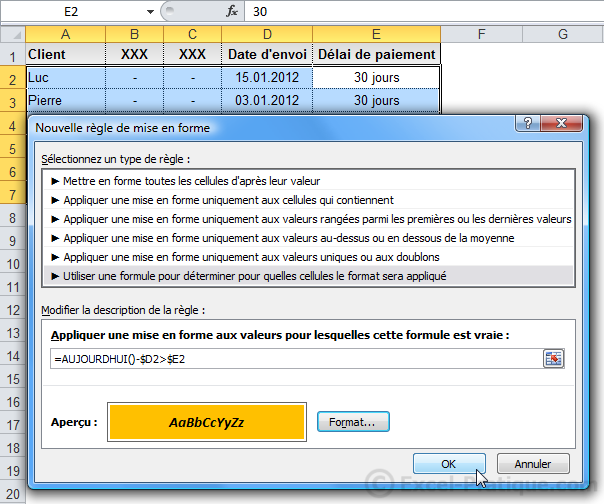 E2 fx 30
A B C D E F G
1 Client XXX XXX Date d'envoi Délai de paiement
2 Luc - - 15.01.2012 30 jours
3 Pierre - - 03.01.2012 30 jours
4
5
6
7
8
9
10
11
12
13
14
15
16
17
18
19
20
Nouvelle règle de mise en forme
Sélectionnez un type de règle :
► Mettre en forme toutes les cellules d'après leur valeur
► Appliquer une mise en forme uniquement aux cellules qui contiennent
► Appliquer une mise en forme uniquement aux valeurs rangées parmi les premières ou les dernières valeurs
► Appliquer une mise en forme uniquement aux valeurs au-dessus ou en dessous de la moyenne
► Appliquer une mise en forme uniquement aux valeurs uniques ou aux doublons
► Utiliser une formule pour déterminer pour quelles cellules le format sera appliqué
Modifier la description de la règle :
Appliquer une mise en forme aux valeurs pour lesquelles cette formule est vraie :
=AUJOURDHUI()-$D2>$E2
Aperçu : AaBbCcYyZz Format...
OK Annuler
© Excel-Pratique.com